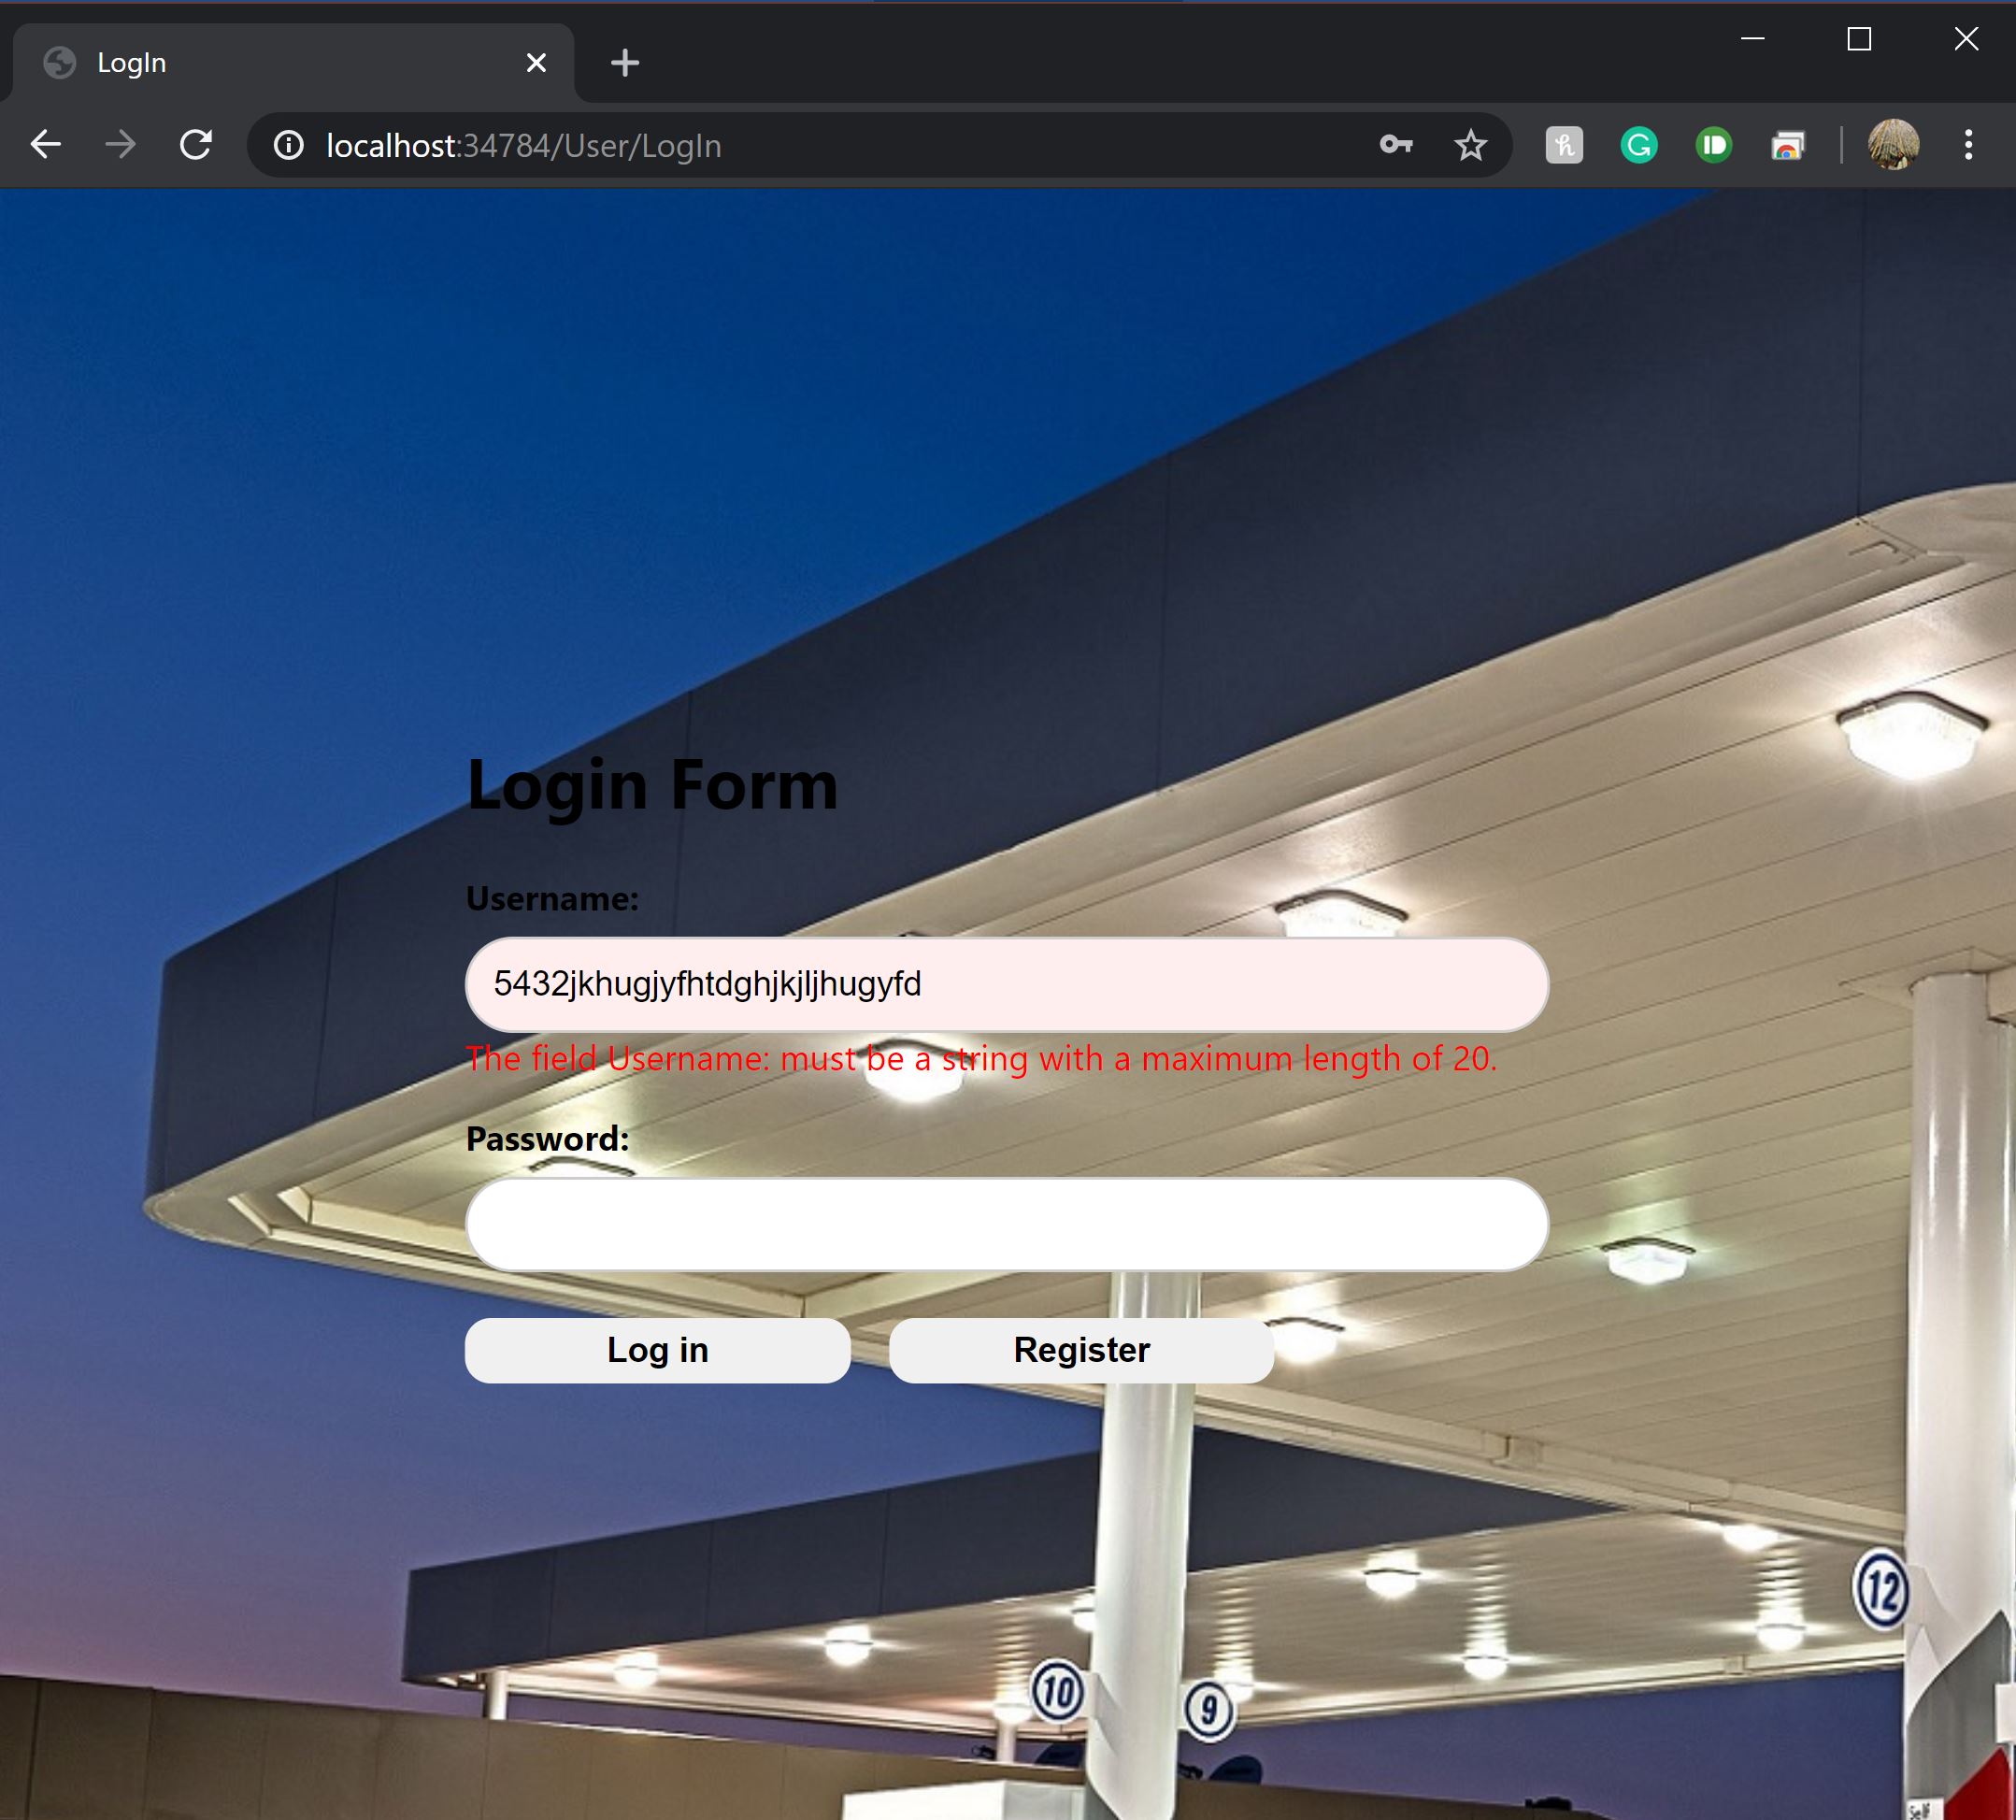 LogIn
localhost:34784/User/LogIn
Login Form
Username:
5432jkhugjyfhtdghjkjljhugyfd
The field Username: must be a string with a maximum length of 20.
Password:
Log in
Register
12
10
9
Self